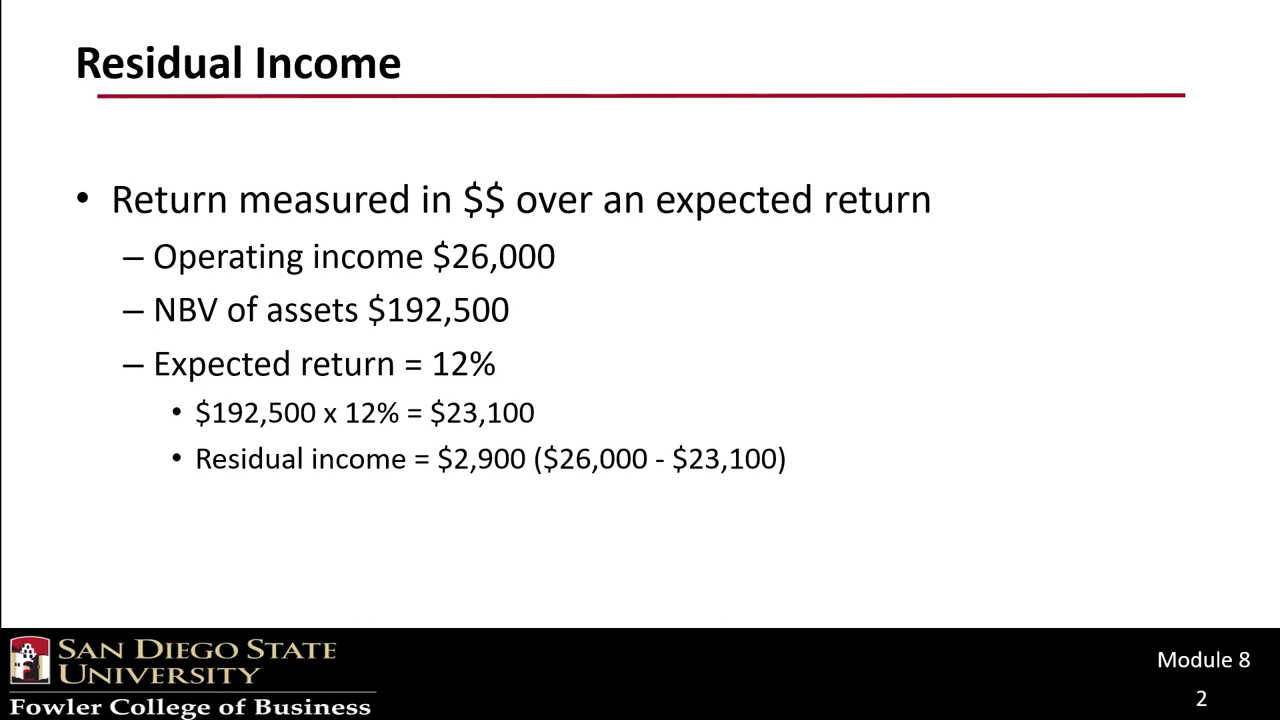 Residual Income
• Return measured in $$ over an expected return
– Operating income $26,000
– NBV of assets $192,500
– Expected return = 12%
• $192,500 x 12% = $23,100
• Residual income = $2,900 ($26,000 - $23,100)
SAN DIEGO STATE
UNIVERSITY
Fowler College of Business
Module 8
2